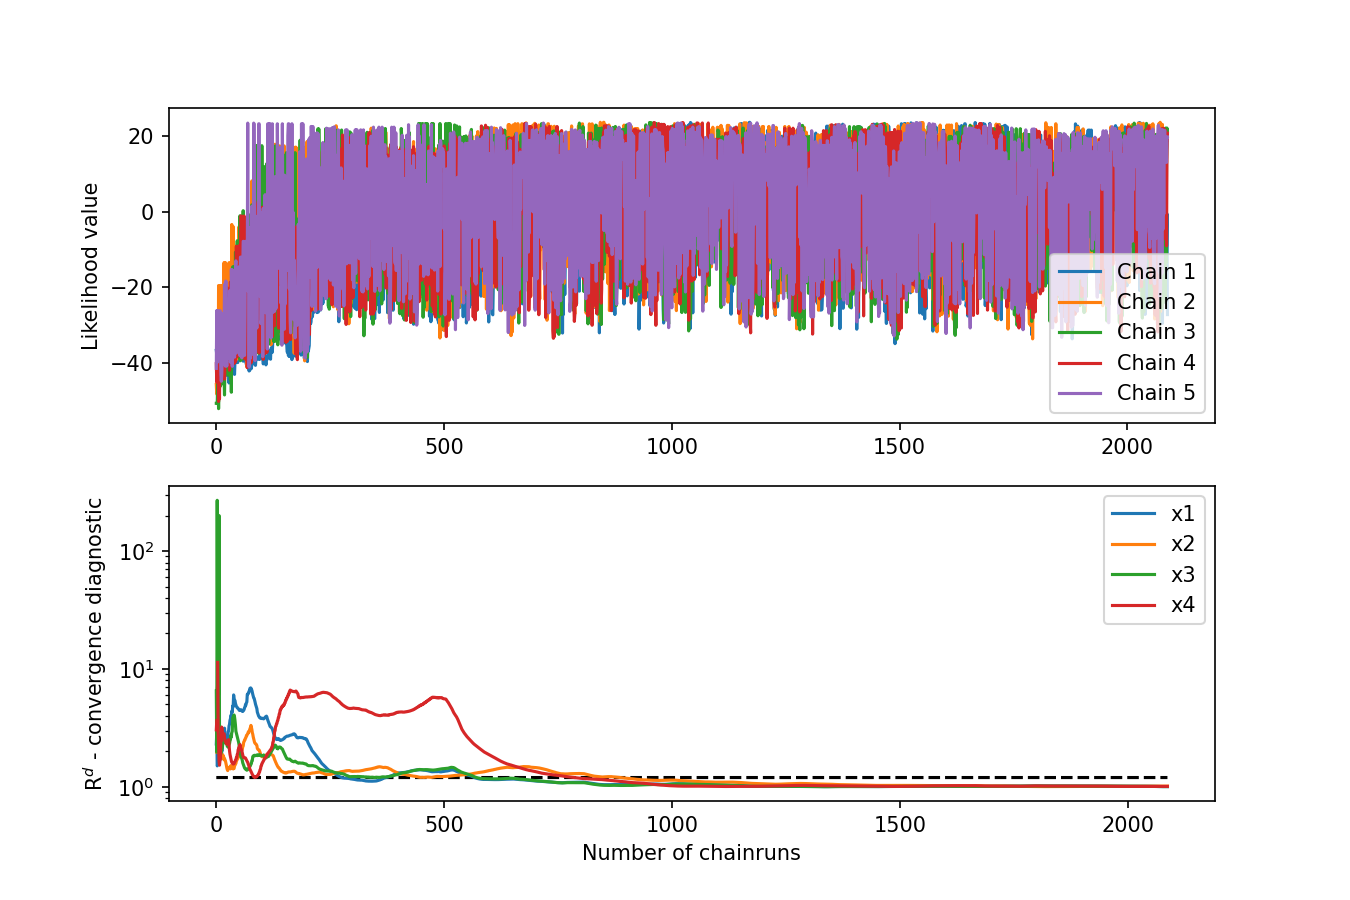 20
0
−20
−40
Likelihood value
0 500 1000 1500 2000
Chain 1
Chain 2
Chain 3
Chain 4
Chain 5
10²
10¹
10⁰
Rᵈ - convergence diagnostic
x1
x2
x3
x4
0 500 1000 1500 2000
Number of chainruns